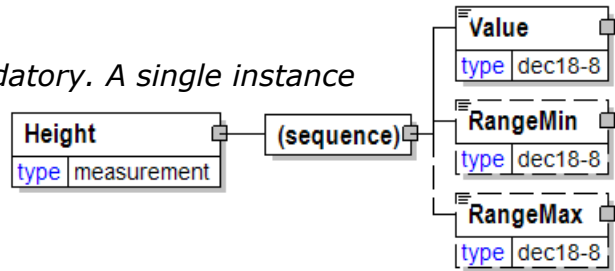 Value
type dec18-8
datory. A single instance
Height
type measurement
(sequence)
RangeMin
type dec18-8
RangeMax
type dec18-8